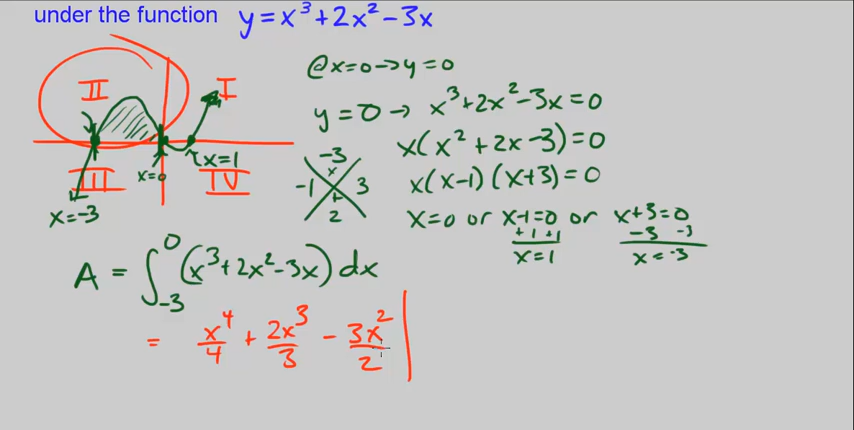 under the function y = x³ + 2x² - 3x
@x=0 → y=0
II I
y = 0 → x³ + 2x² - 3x = 0
x(x² + 2x - 3) = 0
x=1
-3
x
-1 3
+
2
x=0
III IV
x(x-1)(x+3) = 0
x=-3
x=0 or x-1=0 or x+3=0
+1 +1 -3 -3
x=1 x=-3
A = ∫₋₃⁰ (x³ + 2x² - 3x) dx
= x⁴/4 + 2x³/3 - 3x²/2 |